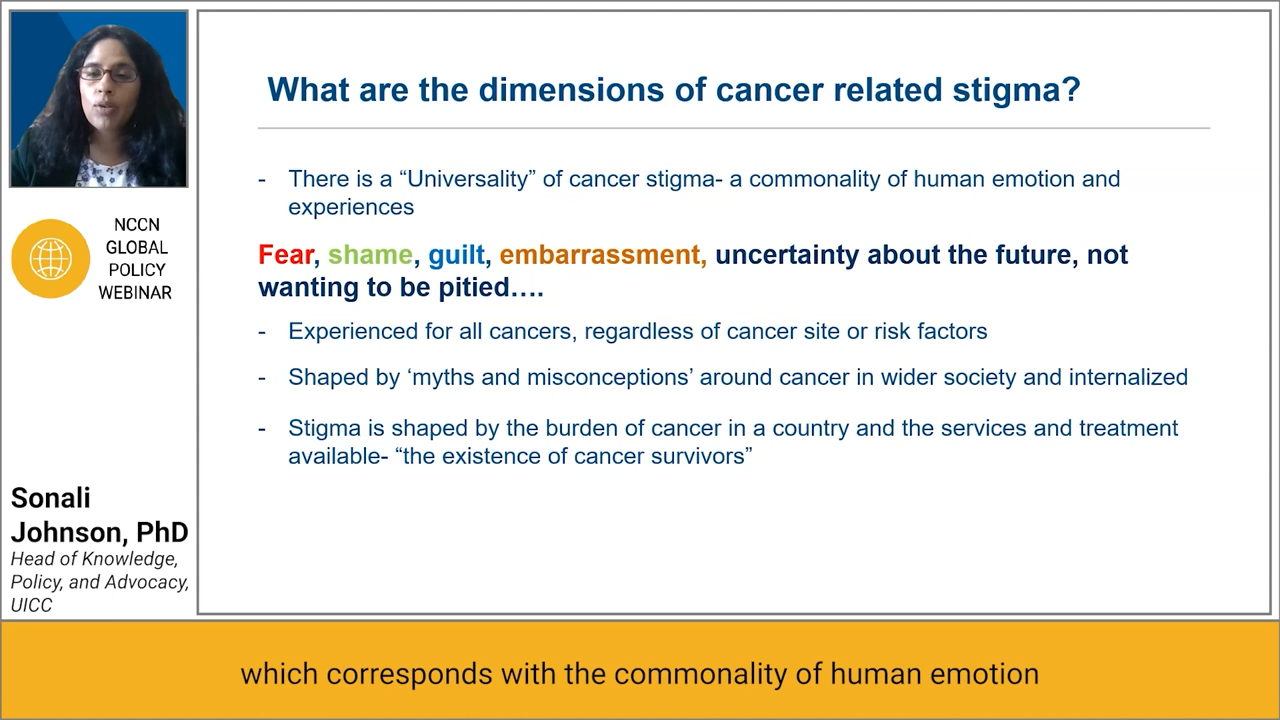 What are the dimensions of cancer related stigma?
- There is a “Universality” of cancer stigma- a commonality of human emotion and
experiences
Fear, shame, guilt, embarrassment, uncertainty about the future, not
wanting to be pitied….
- Experienced for all cancers, regardless of cancer site or risk factors
- Shaped by ‘myths and misconceptions’ around cancer in wider society and internalized
- Stigma is shaped by the burden of cancer in a country and the services and treatment
available- “the existence of cancer survivors”
NCCN
GLOBAL
POLICY
WEBINAR
Sonali
Johnson, PhD
Head of Knowledge,
Policy, and Advocacy,
UICC
which corresponds with the commonality of human emotion